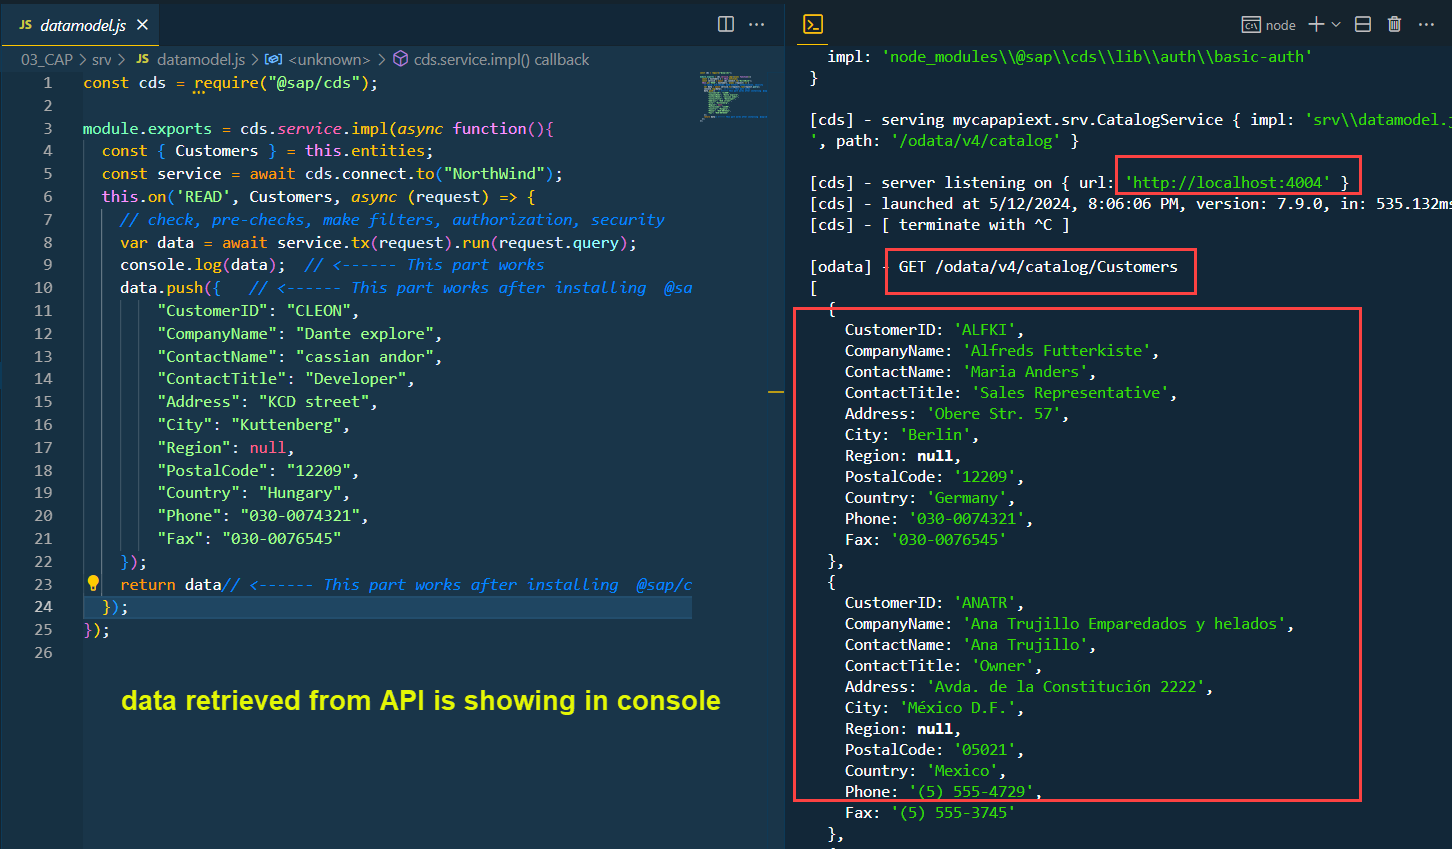 JS datamodel.js
03_CAP > srv > JS datamodel.js > <unknown> > cds.service.impl() callback
1 const cds = require("@sap/cds");
2
3 module.exports = cds.service.impl(async function(){
4 const { Customers } = this.entities;
5 const service = await cds.connect.to("NorthWind");
6 this.on('READ', Customers, async (request) => {
7 // check, pre-checks, make filters, authorization, security
8 var data = await service.tx(request).run(request.query);
9 console.log(data); // <------ This part works
10 data.push({ // <------ This part works after installing @sa
11 "CustomerID": "CLEON",
12 "CompanyName": "Dante explore",
13 "ContactName": "cassian andor",
14 "ContactTitle": "Developer",
15 "Address": "KCD street",
16 "City": "Kuttenberg",
17 "Region": null,
18 "PostalCode": "12209",
19 "Country": "Hungary",
20 "Phone": "030-0074321",
21 "Fax": "030-0076545"
22 });
23 return data// <------ This part works after installing @sap/c
24 });
25 });
26
data retrieved from API is showing in console
node
impl: 'node_modules\\@sap\\cds\\lib\\auth\\basic-auth'
}
[cds] - serving mycapapiext.srv.CatalogService { impl: 'srv\\datamodel.j
', path: '/odata/v4/catalog' }
[cds] - server listening on { url: 'http://localhost:4004' }
[cds] - launched at 5/12/2024, 8:06:06 PM, version: 7.9.0, in: 535.132ms
[cds] - [ terminate with ^C ]
[odata] - GET /odata/v4/catalog/Customers
[
{
CustomerID: 'ALFKI',
CompanyName: 'Alfreds Futterkiste',
ContactName: 'Maria Anders',
ContactTitle: 'Sales Representative',
Address: 'Obere Str. 57',
City: 'Berlin',
Region: null,
PostalCode: '12209',
Country: 'Germany',
Phone: '030-0074321',
Fax: '030-0076545'
},
{
CustomerID: 'ANATR',
CompanyName: 'Ana Trujillo Emparedados y helados',
ContactName: 'Ana Trujillo',
ContactTitle: 'Owner',
Address: 'Avda. de la Constitución 2222',
City: 'México D.F.',
Region: null,
PostalCode: '05021',
Country: 'Mexico',
Phone: '(5) 555-4729',
Fax: '(5) 555-3745'
},